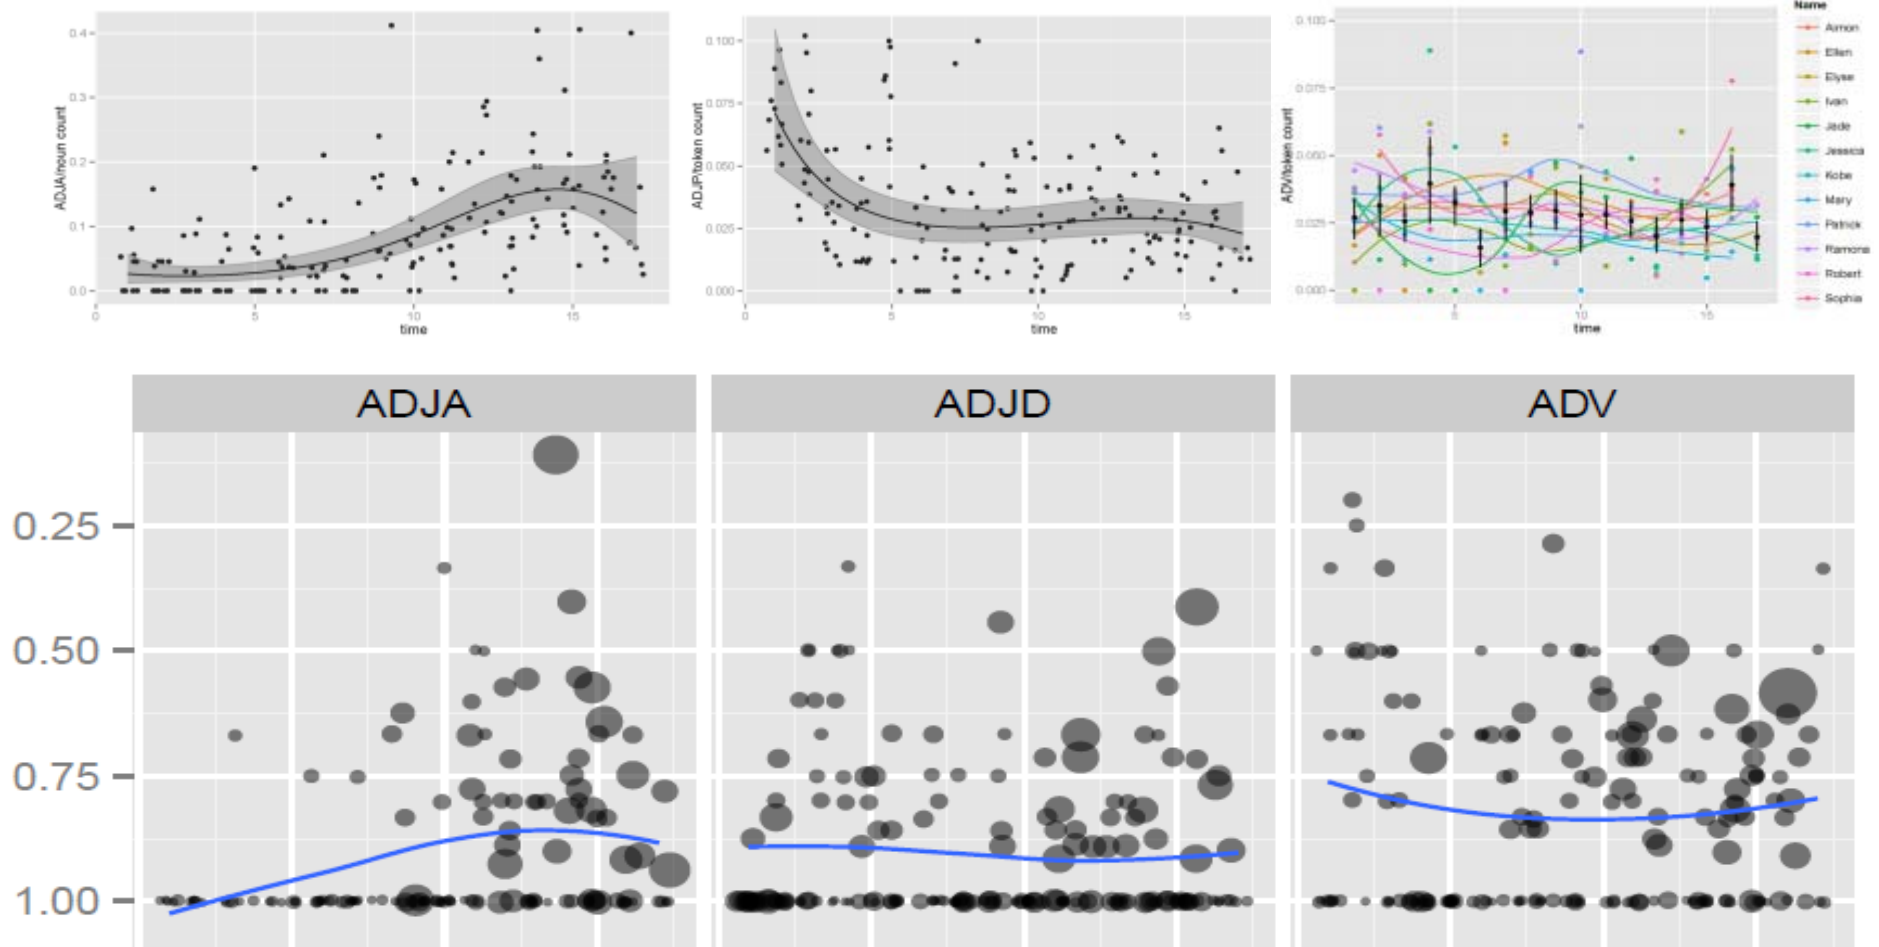 ADJA/noun count
0.4
0.3
0.2
0.1
0.0
0 5 10 15
time
ADJP/token count
0.100
0.075
0.050
0.025
0.000
0 5 10 15
time
ADV/token count
0.100
0.075
0.050
0.025
0.000
5 10 15
time
Name
Aimon
Ellen
Elyse
Ivan
Jade
Jessica
Kobe
Mary
Patrick
Ramona
Robert
Sophia
ADJA ADJD ADV
0.25
0.50
0.75
1.00